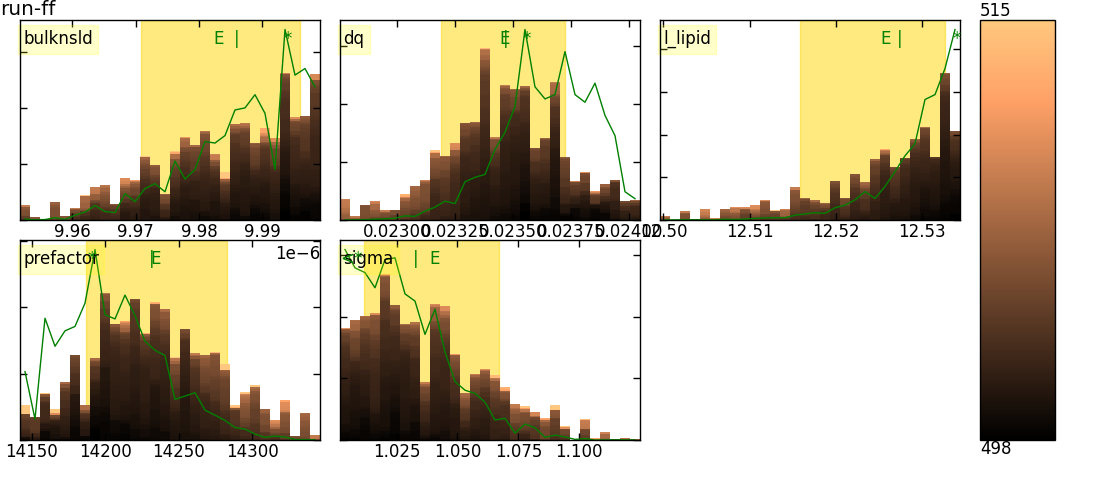 run-ff
515
bulknsld
E | *
dq
E | *
l_lipid
E | *
9.96 9.97 9.98 9.99
0.02300 0.02325 0.02350 0.02375 0.02400
12.50 12.51 12.52 12.53
prefactor
* | E
1e−6
sigma
* | E
14150 14200 14250 14300
1.025 1.050 1.075 1.100
498